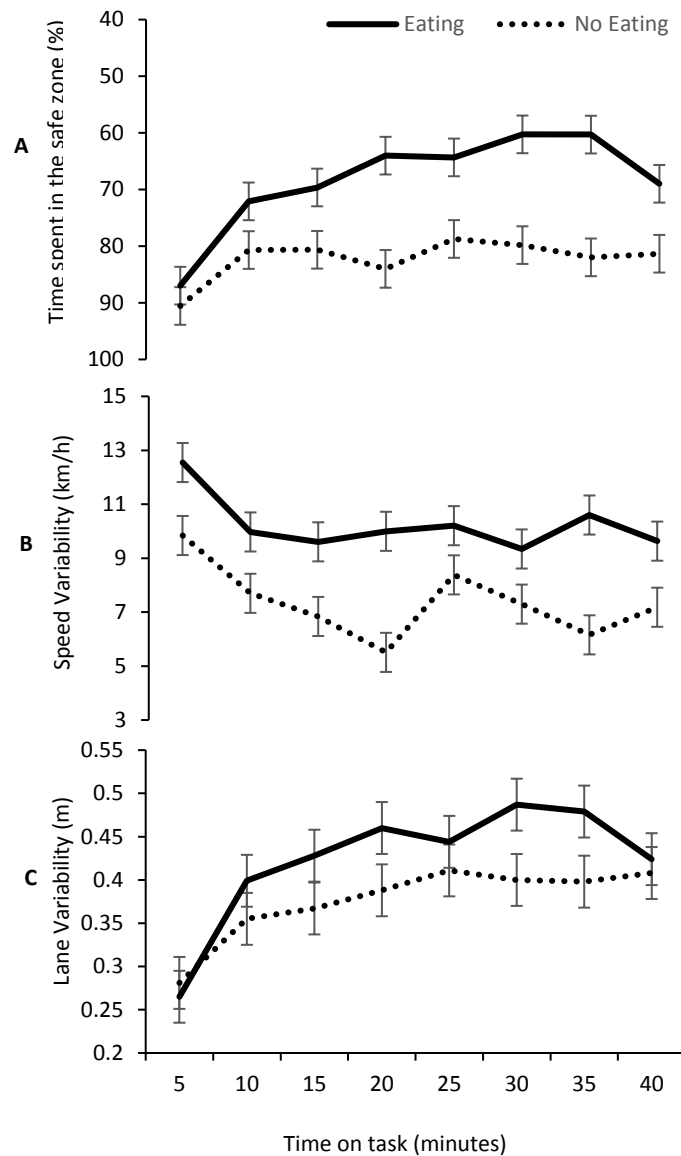 Eating No Eating
A
Time spent in the safe zone (%)
40
50
60
70
80
90
100
B
Speed Variability (km/h)
15
13
11
9
7
5
3
C
Lane Variability (m)
0.55
0.5
0.45
0.4
0.35
0.3
0.25
0.2
5 10 15 20 25 30 35 40
Time on task (minutes)